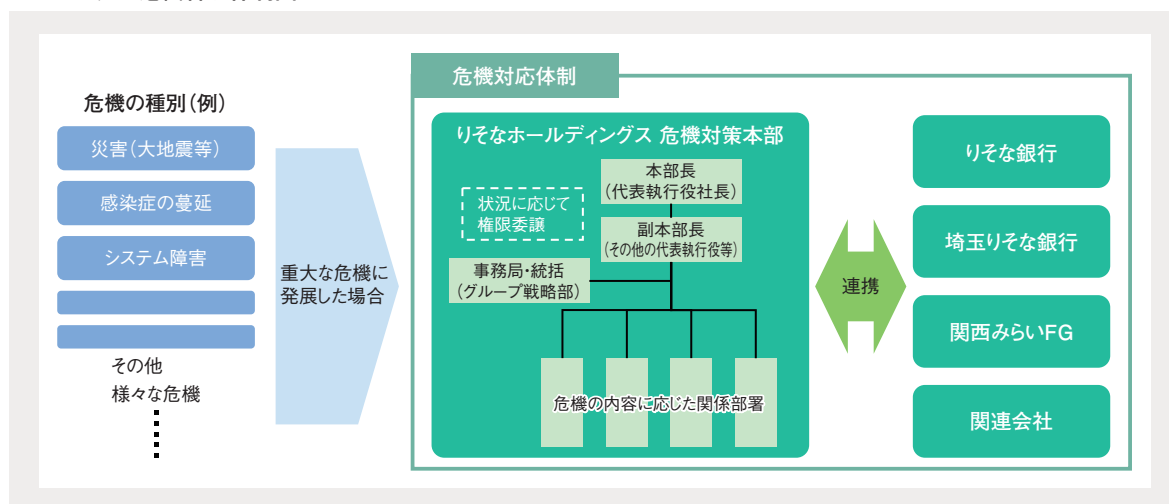 危機対応体制
危機の種別（例）
災害（大地震等）
感染症の蔓延
システム障害
その他
様々な危機
重大な危機に
発展した場合
りそなホールディングス 危機対策本部
本部長
（代表執行役社長）
状況に応じて
権限委譲
副本部長
（その他の代表執行役等）
事務局・統括
（グループ戦略部）
危機の内容に応じた関係部署
連携
りそな銀行
埼玉りそな銀行
関西みらいFG
関連会社